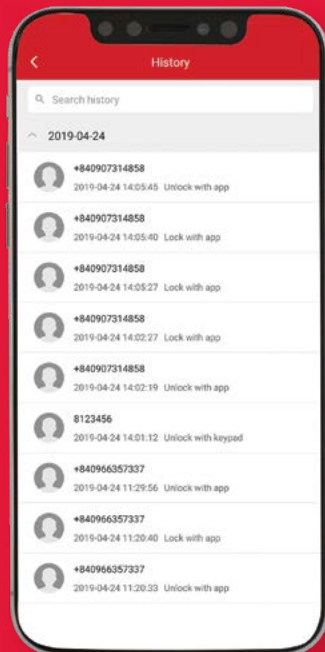 History
Search history
2019-04-24
+840907314858
2019-04-24 14:05:45 Unlock with app
+840907314858
2019-04-24 14:05:40 Lock with app
+840907314858
2019-04-24 14:05:27 Lock with app
+840907314858
2019-04-24 14:02:27 Lock with app
+840907314858
2019-04-24 14:02:19 Unlock with app
8123456
2019-04-24 14:01:12 Unlock with keypad
+840966357337
2019-04-24 11:29:56 Unlock with app
+840966357337
2019-04-24 11:20:40 Lock with app
+840966357337
2019-04-24 11:20:33 Unlock with app